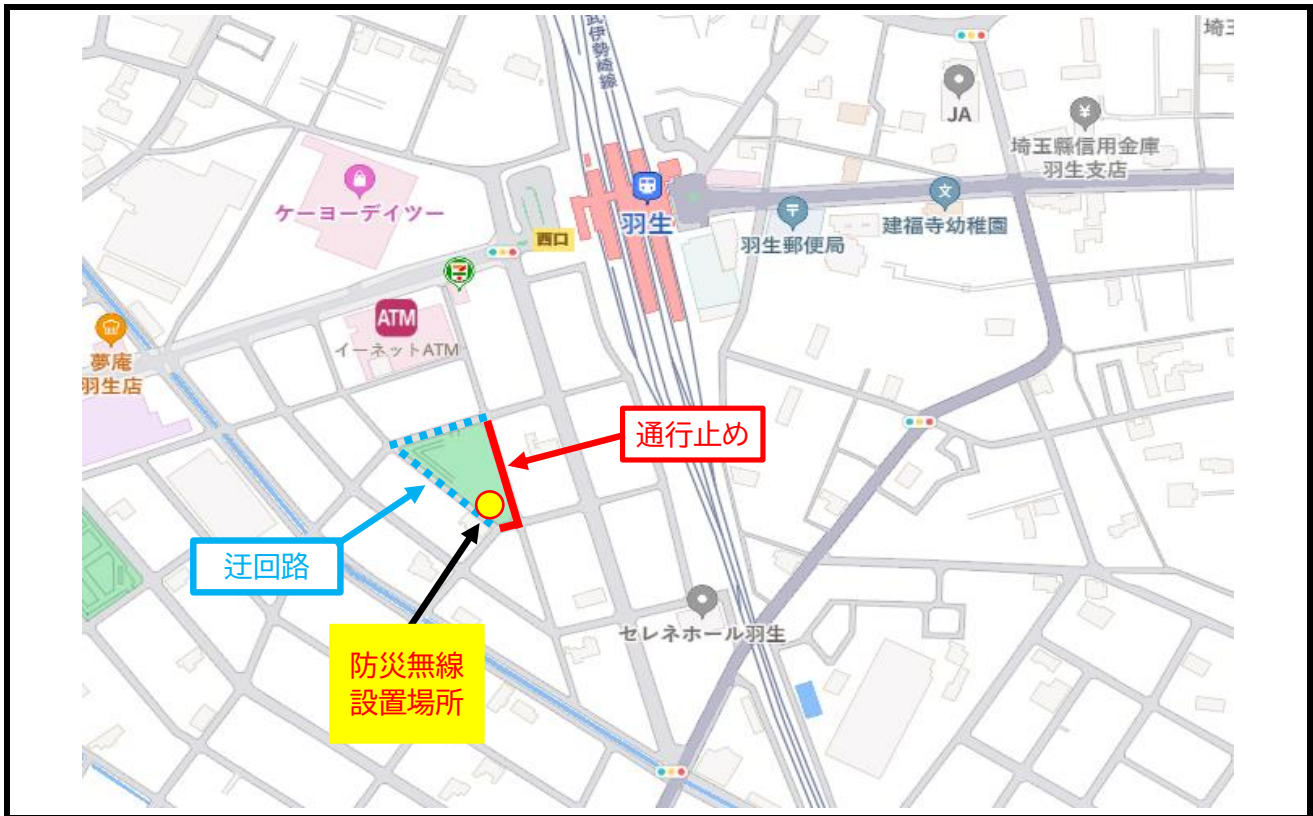 武伊勢崎線
埼玉
JA
埼玉縣信用金庫
羽生支店
ケーヨーデイツー
羽生
西口
羽生郵便局
建福寺幼稚園
ATM
イーネットATM
夢庵
羽生店
通行止め
迂回路
セレネホール羽生
防災無線
設置場所